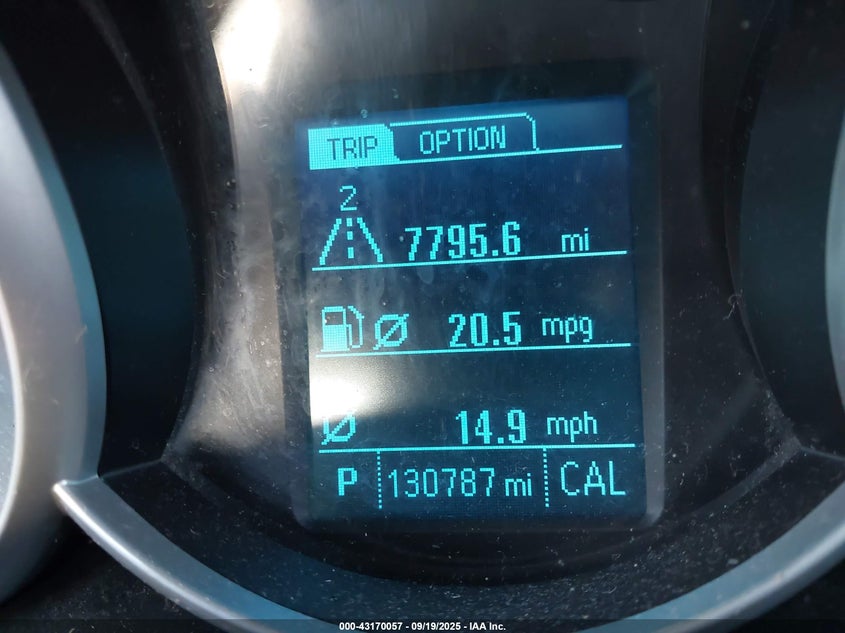 TRIP OPTION
2
7795.6 mi
Ø 20.5 mpg
Ø 14.9 mph
P 130787 mi CAL
000-43170057 - 09/19/2025 - IAA Inc.